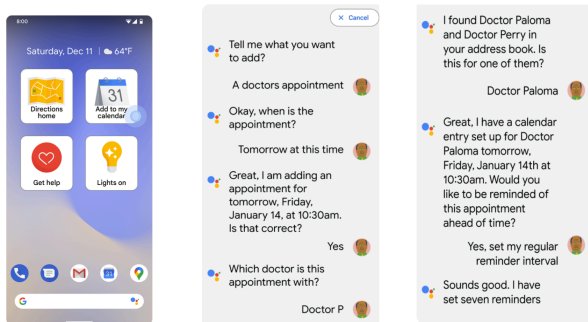 8:00
Saturday, Dec 11 | 64°F
Directions
home
31
Add to my
calendar
Get help
Lights on
31
G
X Cancel
Tell me what you want
to add?
A doctors appointment
Okay, when is the
appointment?
Tomorrow at this time
Great, I am adding an
appointment for
tomorrow, Friday,
January 14, at 10:30am.
Is that correct?
Yes
Which doctor is this
appointment with?
Doctor P
I found Doctor Paloma
and Doctor Perry in
your address book. Is
this for one of them?
Doctor Paloma
Great, I have a calendar
entry set up for Doctor
Paloma tomorrow,
Friday, January 14th at
10:30am. Would you
like to be reminded of
this appointment
ahead of time?
Yes, set my regular
reminder interval
Sounds good. I have
set seven reminders